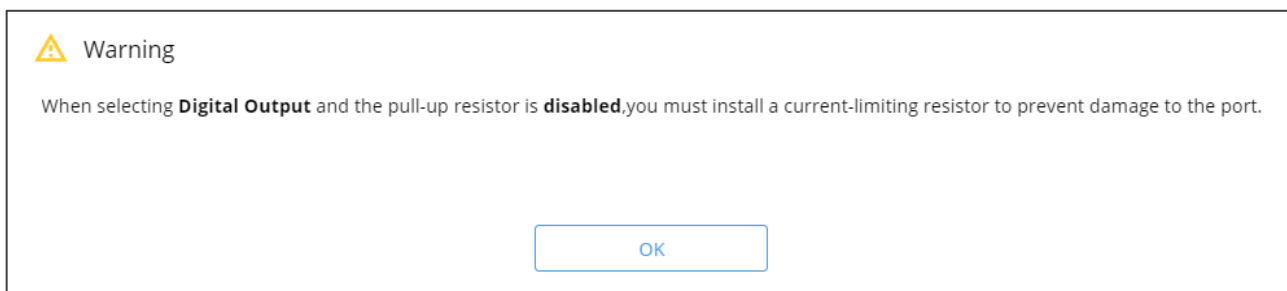 Warning
When selecting Digital Output and the pull-up resistor is disabled,you must install a current-limiting resistor to prevent damage to the port.
OK